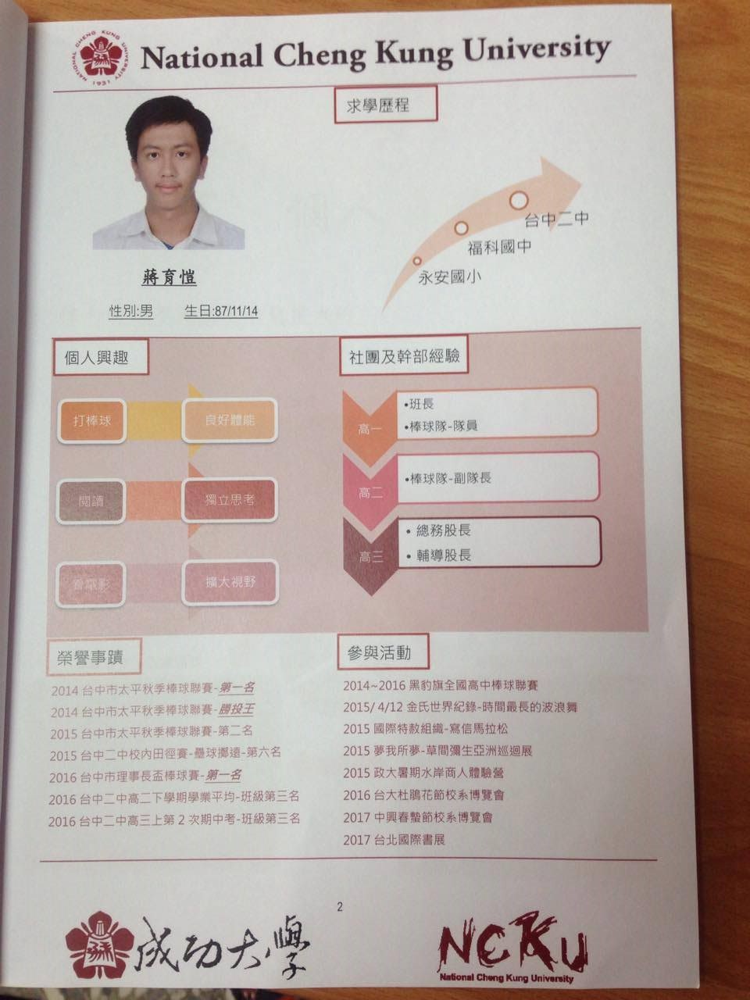 NATIONAL CHENG KUNG UNIVERSITY
1931
National Cheng Kung University
求學歷程
台中二中
福科國中
永安國小
蔣育愷
性別:男 生日:87/11/14
個人興趣
打棒球 良好體能
閱讀 獨立思考
看電影 擴大視野
社團及幹部經驗
高一
•班長
•棒球隊-隊員
高二
•棒球隊-副隊長
高三
• 總務股長
• 輔導股長
榮譽事蹟
2014 台中市太平秋季棒球聯賽-第一名
2014 台中市太平秋季棒球聯賽-勝投王
2015 台中市太平秋季棒球聯賽-第二名
2015 台中二中校內田徑賽-壘球擲遠-第六名
2016 台中市理事長盃棒球賽-第一名
2016 台中二中高二下學期學業平均-班級第三名
2016 台中二中高三上第 2 次期中考-班級第三名
參與活動
2014~2016 黑豹旗全國高中棒球聯賽
2015/ 4/12 金氏世界紀錄-時間最長的波浪舞
2015 國際特赦組織-寫信馬拉松
2015 夢我所夢-草間彌生亞洲巡迴展
2015 政大暑期水岸商人體驗營
2016 台大杜鵑花節校系博覽會
2017 中興春蟄節校系博覽會
2017 台北國際書展
2
成功大學
NCKU
National Cheng Kung University